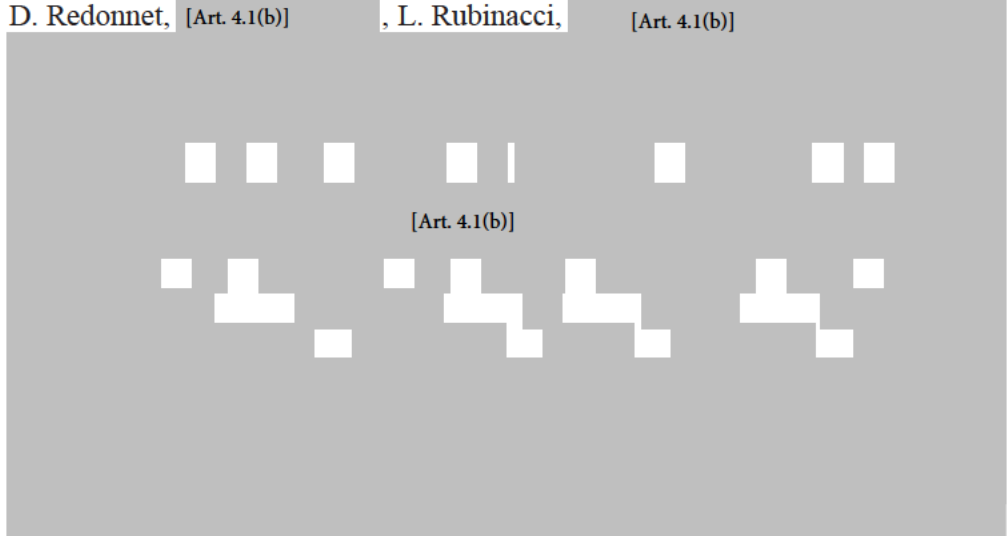 D. Redonnet, [Art. 4.1(b)] , L. Rubinacci, [Art. 4.1(b)]
[Art. 4.1(b)]